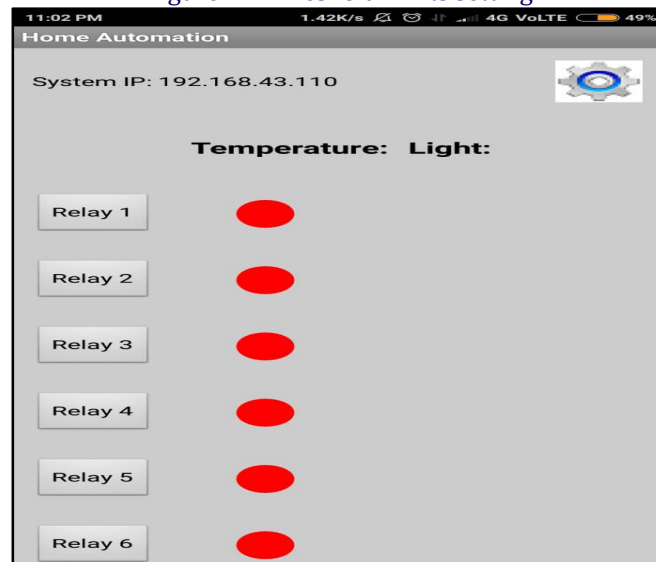 11:02 PM 1.42K/s 4G VoLTE 49%
Home Automation
System IP: 192.168.43.110
Temperature: Light:
Relay 1
Relay 2
Relay 3
Relay 4
Relay 5
Relay 6